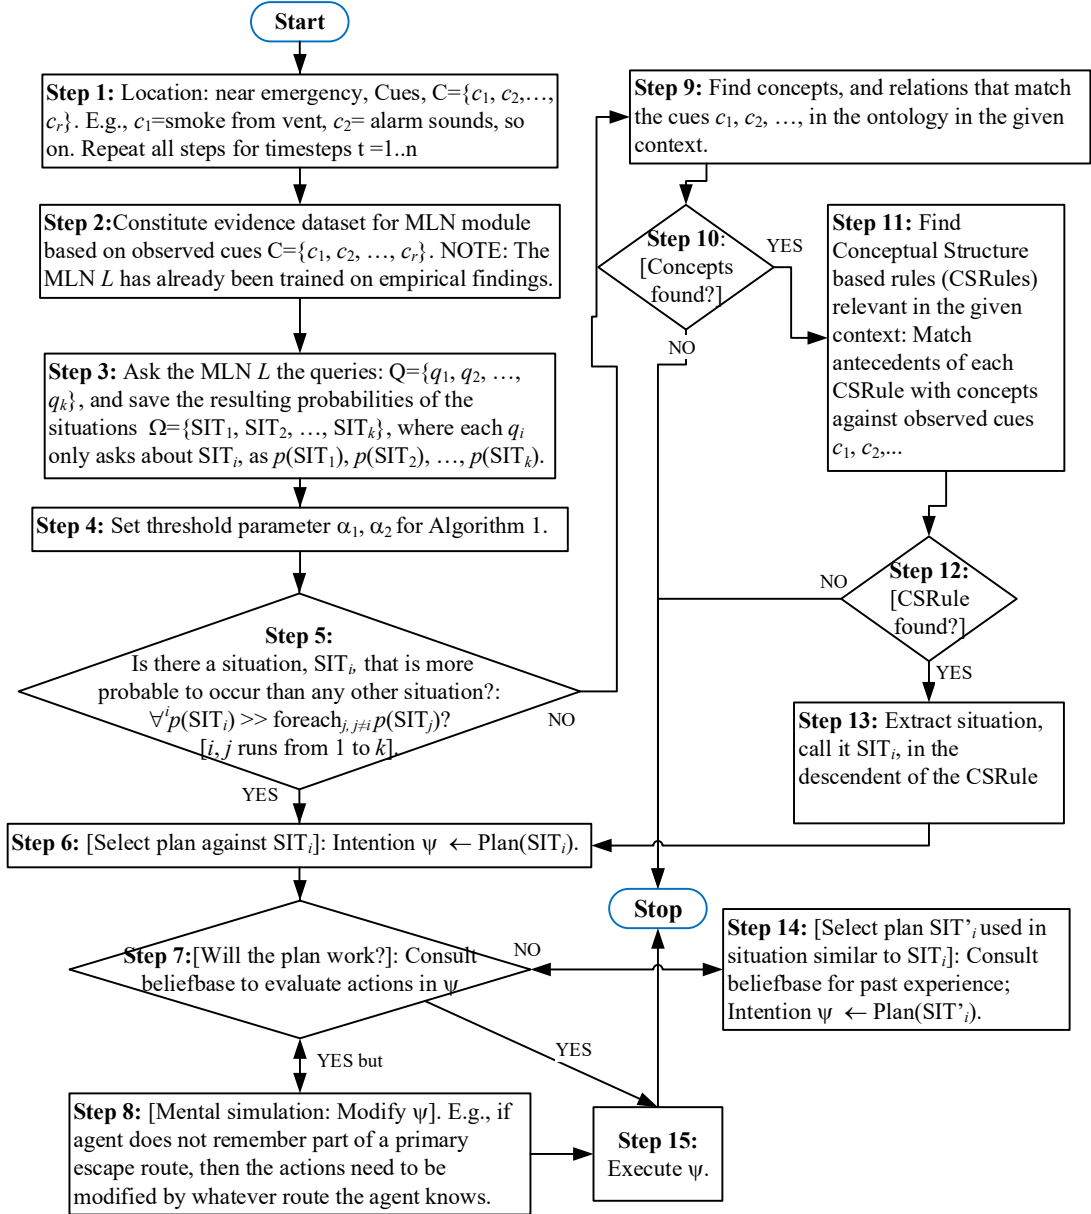 Start
Step 1: Location: near emergency, Cues, C={c₁, c₂,…,
cᵣ}. E.g., c₁=smoke from vent, c₂= alarm sounds, so
on. Repeat all steps for timesteps t =1..n
Step 2:Constitute evidence dataset for MLN module
based on observed cues C={c₁, c₂, …, cᵣ}. NOTE: The
MLN L has already been trained on empirical findings.
Step 3: Ask the MLN L the queries: Q={q₁, q₂, …,
qₖ}, and save the resulting probabilities of the
situations Ω={SIT₁, SIT₂, …, SITₖ}, where each qᵢ
only asks about SITᵢ, as p(SIT₁), p(SIT₂), …, p(SITₖ).
Step 4: Set threshold parameter α₁, α₂ for Algorithm 1.
Step 5:
Is there a situation, SITᵢ, that is more
probable to occur than any other situation?:
∀ⁱp(SITᵢ) >> foreachⱼ, ⱼ≠ᵢ p(SITⱼ)?
[i, j runs from 1 to k].
NO
YES
Step 6: [Select plan against SITᵢ]: Intention ψ ← Plan(SITᵢ).
Step 7:[Will the plan work?]: Consult
beliefbase to evaluate actions in ψ
NO
YES
YES but
Step 8: [Mental simulation: Modify ψ]. E.g., if
agent does not remember part of a primary
escape route, then the actions need to be
modified by whatever route the agent knows.
Step 9: Find concepts, and relations that match
the cues c₁, c₂, …, in the ontology in the given
context.
Step 10:
[Concepts
found?]
YES
NO
Step 11: Find
Conceptual Structure
based rules (CSRules)
relevant in the given
context: Match
antecedents of each
CSRule with concepts
against observed cues
c₁, c₂,...
Step 12:
[CSRule
found?]
NO
YES
Step 13: Extract situation,
call it SITᵢ, in the
descendent of the CSRule
Stop
Step 14: [Select plan SIT’ᵢ used in
situation similar to SITᵢ]: Consult
beliefbase for past experience;
Intention ψ ← Plan(SIT’ᵢ).
Step 15:
Execute ψ.